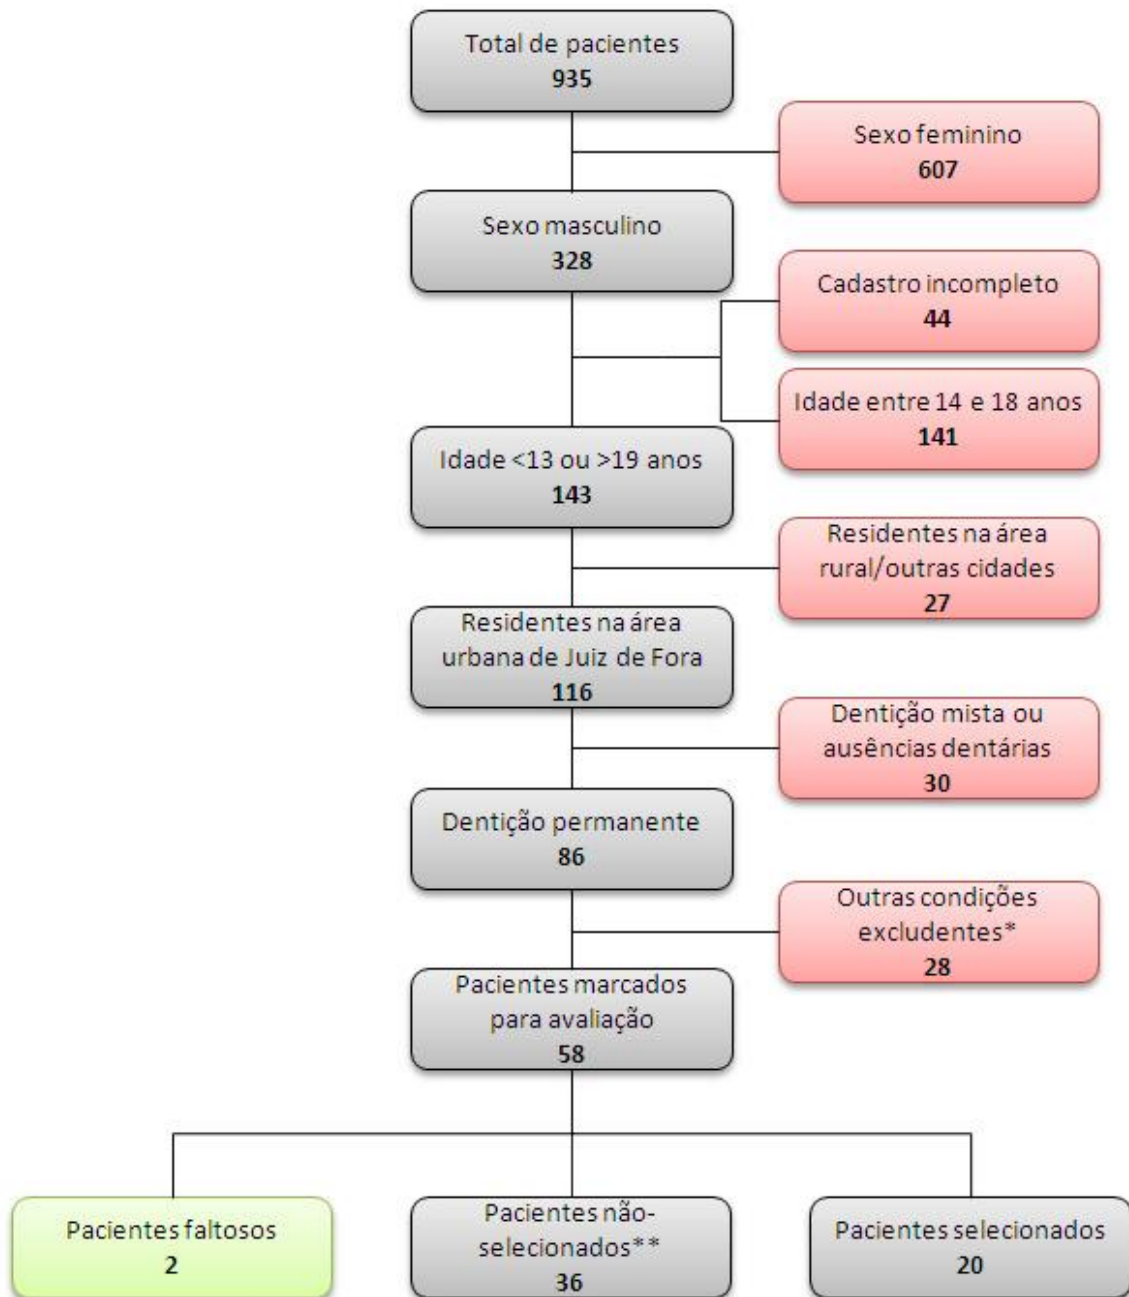 Total de pacientes
935
Sexo feminino
607
Sexo masculino
328
Cadastro incompleto
44
Idade entre 14 e 18 anos
141
Idade <13 ou >19 anos
143
Residentes na área
rural/outras cidades
27
Residentes na área
urbana de Juiz de Fora
116
Dentição mista ou
ausências dentárias
30
Dentição permanente
86
Outras condições
excludentes*
28
Pacientes marcados
para avaliação
58
Pacientes faltosos
2
Pacientes não-
selecionados**
36
Pacientes selecionados
20